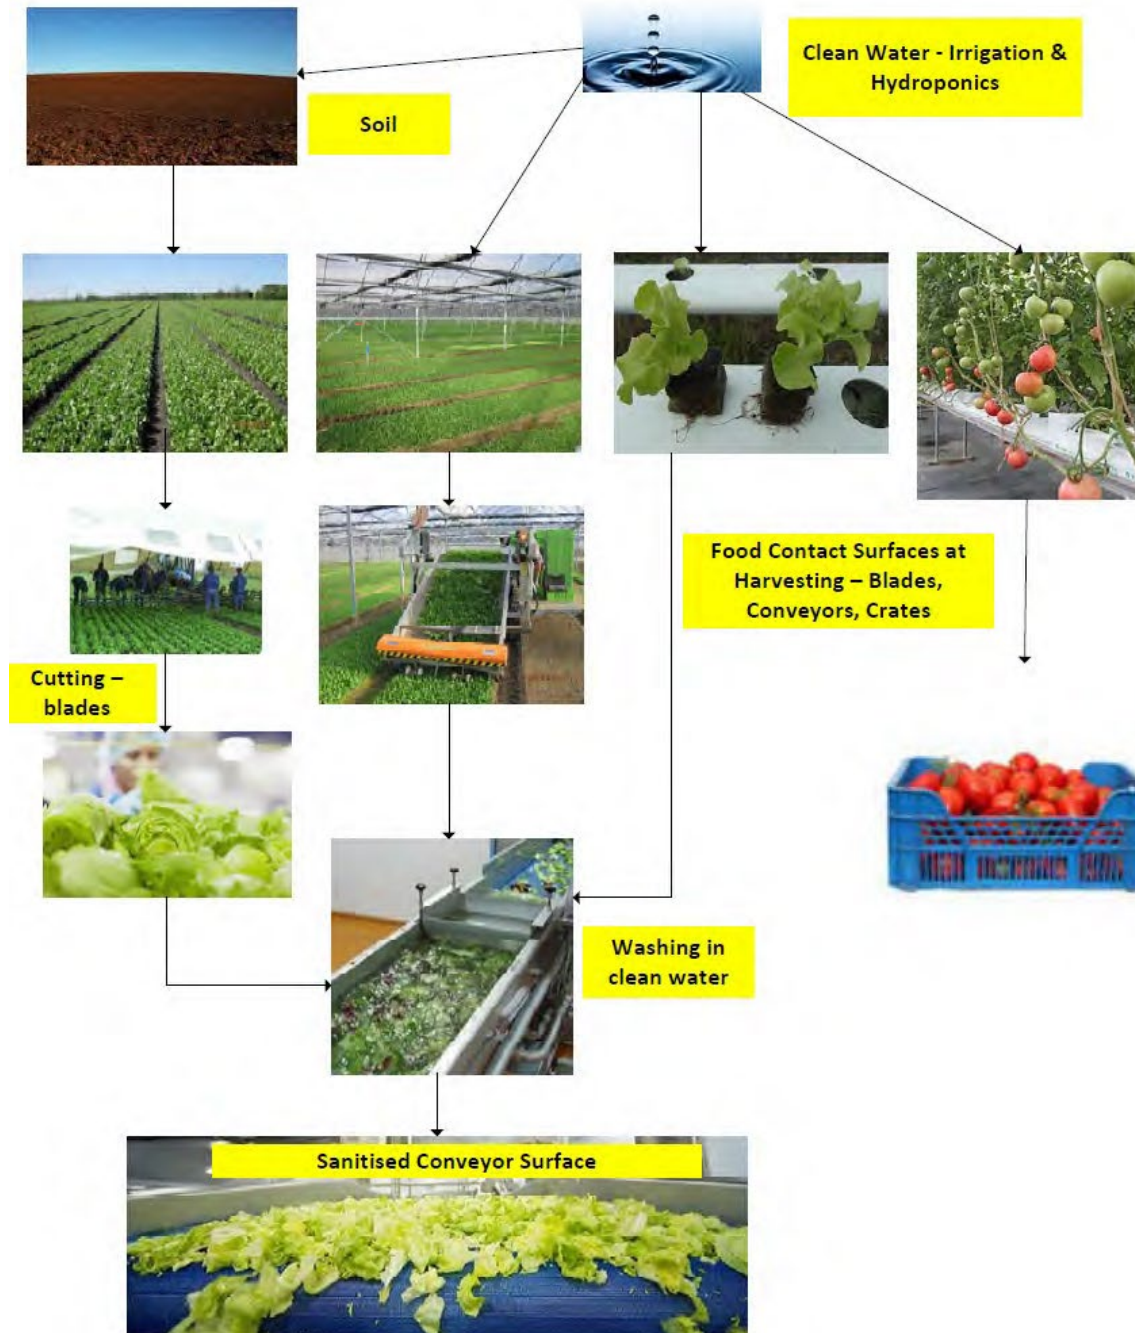 Clean Water - Irrigation &
Hydroponics
Soil
Food Contact Surfaces at
Harvesting – Blades,
Conveyors, Crates
Cutting –
blades
Washing in
clean water
Sanitised Conveyor Surface